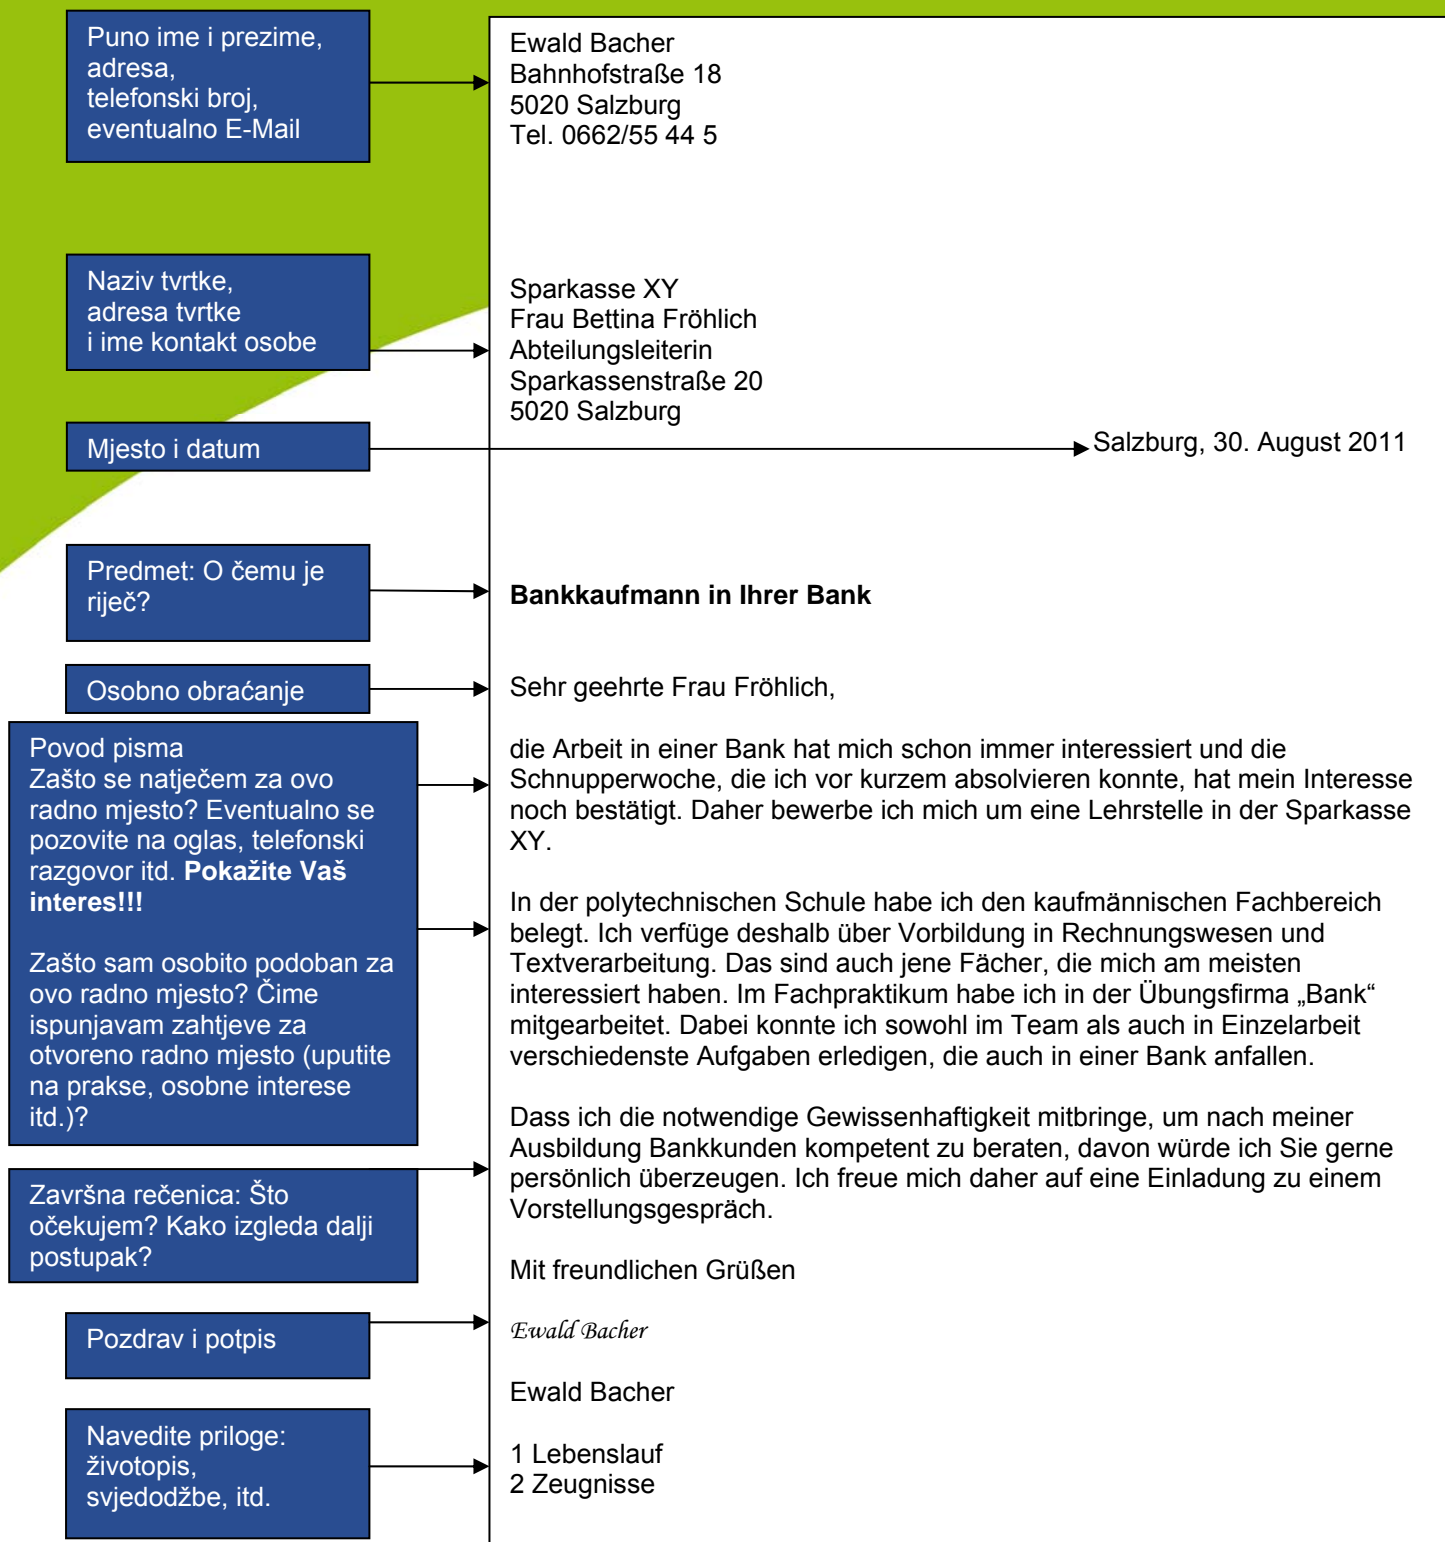 Puno ime i prezime,
adresa,
telefonski broj,
eventualno E-Mail
Ewald Bacher
Bahnhofstraße 18
5020 Salzburg
Tel. 0662/55 44 5
Naziv tvrtke,
adresa tvrtke
i ime kontakt osobe
Sparkasse XY
Frau Bettina Fröhlich
Abteilungsleiterin
Sparkassenstraße 20
5020 Salzburg
Mjesto i datum
Salzburg, 30. August 2011
Predmet: O čemu je
riječ?
Bankkaufmann in Ihrer Bank
Osobno obraćanje
Sehr geehrte Frau Fröhlich,
Povod pisma
Zašto se natječem za ovo
radno mjesto? Eventualno se
pozovite na oglas, telefonski
razgovor itd. Pokažite Vaš
interes!!!
Zašto sam osobito podoban za
ovo radno mjesto? Čime
ispunjavam zahtjeve za
otvoreno radno mjesto (uputite
na prakse, osobne interese
itd.)?
die Arbeit in einer Bank hat mich schon immer interessiert und die
Schnupperwoche, die ich vor kurzem absolvieren konnte, hat mein Interesse
noch bestätigt. Daher bewerbe ich mich um eine Lehrstelle in der Sparkasse
XY.
In der polytechnischen Schule habe ich den kaufmännischen Fachbereich
belegt. Ich verfüge deshalb über Vorbildung in Rechnungswesen und
Textverarbeitung. Das sind auch jene Fächer, die mich am meisten
interessiert haben. Im Fachpraktikum habe ich in der Übungsfirma „Bank“
mitgearbeitet. Dabei konnte ich sowohl im Team als auch in Einzelarbeit
verschiedenste Aufgaben erledigen, die auch in einer Bank anfallen.
Završna rečenica: Što
očekujem? Kako izgleda dalji
postupak?
Dass ich die notwendige Gewissenhaftigkeit mitbringe, um nach meiner
Ausbildung Bankkunden kompetent zu beraten, davon würde ich Sie gerne
persönlich überzeugen. Ich freue mich daher auf eine Einladung zu einem
Vorstellungsgespräch.
Mit freundlichen Grüßen
Pozdrav i potpis
Ewald Bacher
Ewald Bacher
Navedite priloge:
životopis,
svjedodžbe, itd.
1 Lebenslauf
2 Zeugnisse